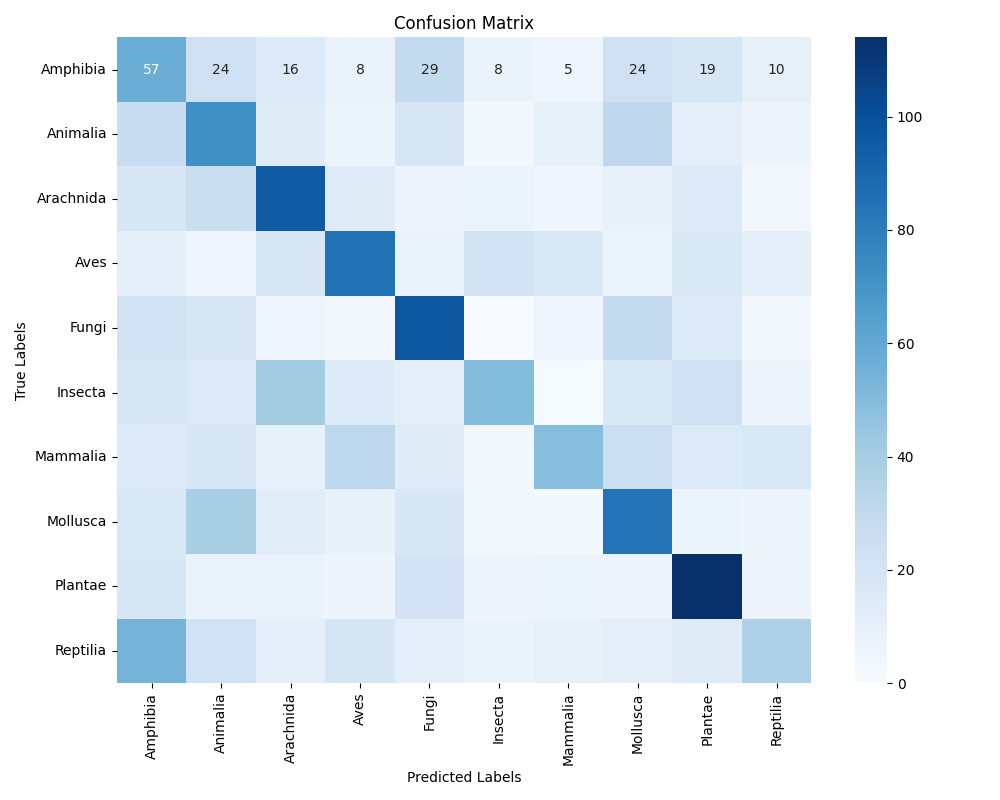 Confusion Matrix
True Labels
Amphibia 57 24 16 8 29 8 5 24 19 10
Animalia
Arachnida
Aves
Fungi
Insecta
Mammalia
Mollusca
Plantae
Reptilia
Amphibia Animalia Arachnida Aves Fungi Insecta Mammalia Mollusca Plantae Reptilia
Predicted Labels
100
80
60
40
20
0